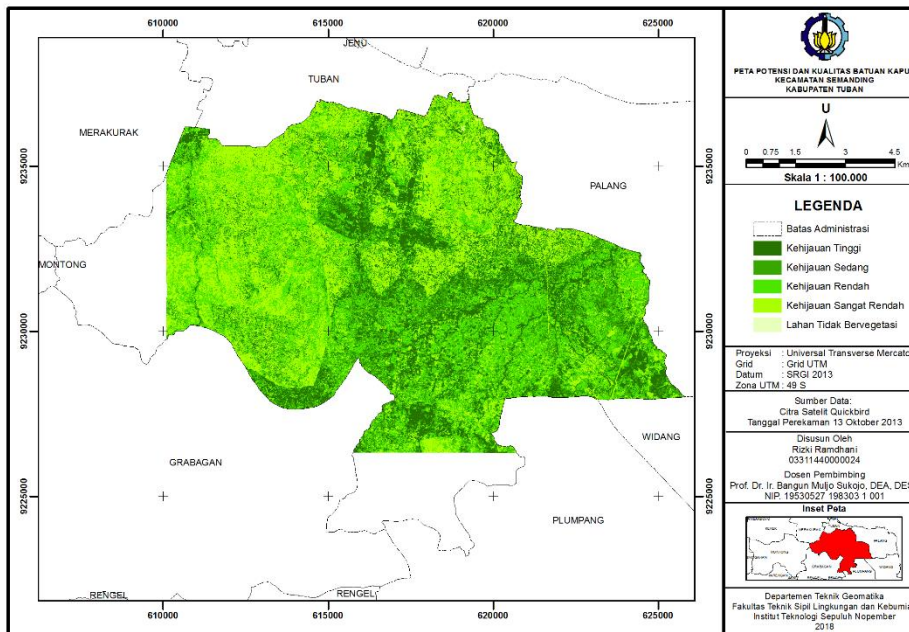 610000 615000 620000 625000
JENU
TUBAN
MERAKURAK
PALANG
MONTONG
GRABAGAN
WIDANG
PLUMPANG
RENGEL
RENGEL
9235000
9230000
9225000
9235000
9230000
9225000
610000 615000 620000 625000
PETA POTENSI DAN KUALITAS BATUAN KAPU
KECAMATAN SEMANDING
KABUPATEN TUBAN
U
0 0.75 1.5 3 4.5
Km
Skala 1 : 100.000
LEGENDA
Batas Administrasi
Kehijauan Tinggi
Kehijauan Sedang
Kehijauan Rendah
Kehijauan Sangat Rendah
Lahan Tidak Bervegetasi
Proyeksi : Universal Transverse Mercato
Grid : Grid UTM
Datum : SRGI 2013
Zona UTM : 49 S
Sumber Data:
Citra Satelit Quickbird
Tanggal Perekaman 13 Oktober 2013
Disusun Oleh
Rizki Ramdhani
03311440000024
Dosen Pembimbing
Prof. Dr. Ir. Bangun Muljo Sukojo, DEA, DES
NIP. 19530527 198303 1 001
Inset Peta
Departemen Teknik Geomatika
Fakultas Teknik Sipil Lingkungan dan Kebumia
Institut Teknologi Sepuluh Nopember
2018